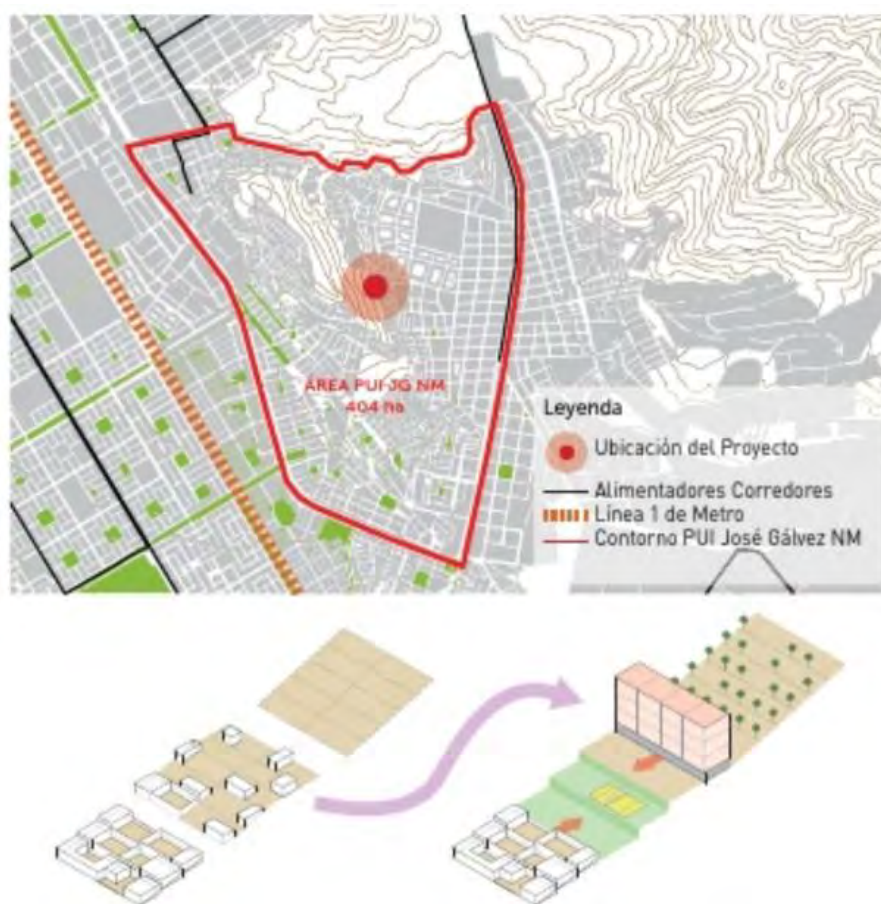 ÁREA PUI-JG NM
404 ha
Leyenda
Ubicación del Proyecto
Alimentadores Corredores
Línea 1 de Metro
Contorno PUI José Gálvez NM